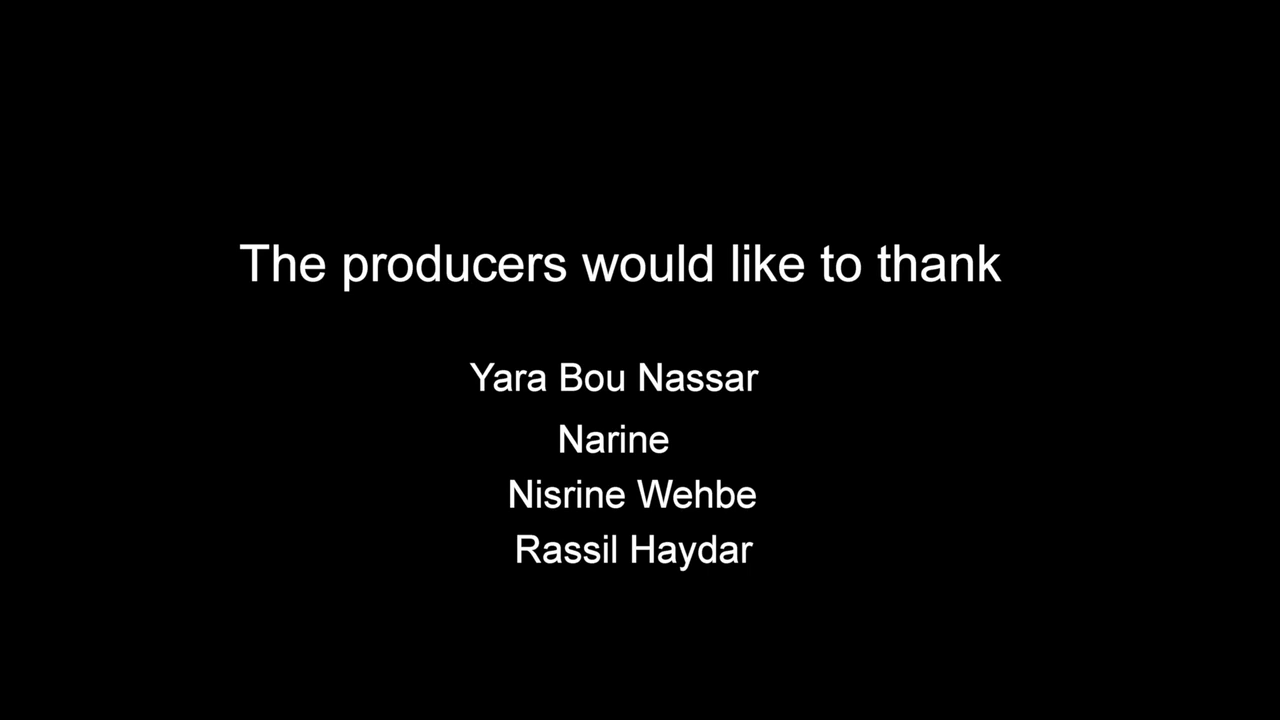 The producers would like to thank
Yara Bou Nassar
Narine
Nisrine Wehbe
Rassil Haydar